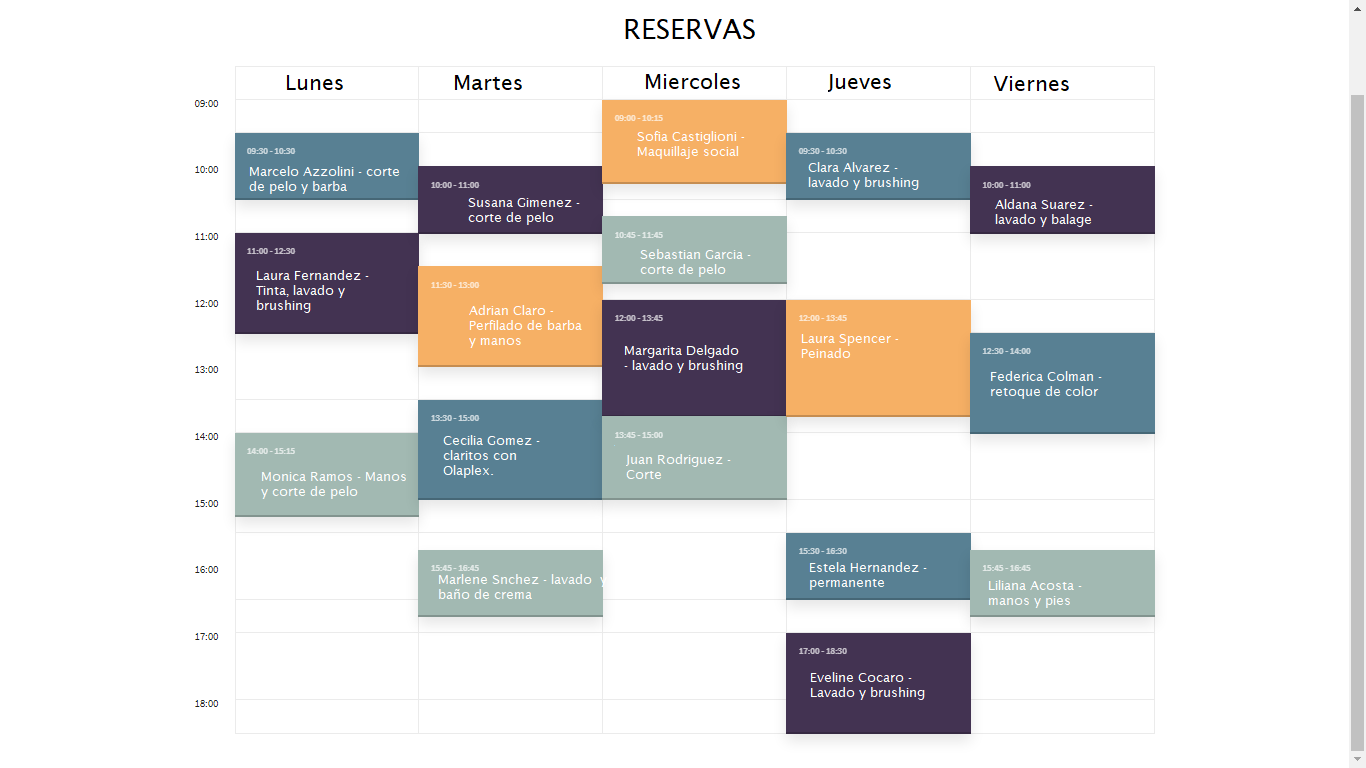 RESERVAS
Lunes
Martes
Miercoles
Jueves
Viernes
09:00
10:00
11:00
12:00
13:00
14:00
15:00
16:00
17:00
18:00
09:30 - 10:30
Marcelo Azzolini - corte
de pelo y barba
11:00 - 12:30
Laura Fernandez -
Tinta, lavado y
brushing
14:00 - 15:15
Monica Ramos - Manos
y corte de pelo
10:00 - 11:00
Susana Gimenez -
corte de pelo
11:30 - 13:00
Adrian Claro -
Perfilado de barba
y manos
13:30 - 15:00
Cecilia Gomez -
claritos con
Olaplex.
15:45 - 16:45
Marlene Snchez - lavado y
baño de crema
09:00 - 10:15
Sofia Castiglioni -
Maquillaje social
10:45 - 11:45
Sebastian Garcia -
corte de pelo
12:00 - 13:45
Margarita Delgado
- lavado y brushing
13:45 - 15:00
Juan Rodriguez -
Corte
09:30 - 10:30
Clara Alvarez -
lavado y brushing
12:00 - 13:45
Laura Spencer -
Peinado
15:30 - 16:30
Estela Hernandez -
permanente
17:00 - 18:30
Eveline Cocaro -
Lavado y brushing
10:00 - 11:00
Aldana Suarez -
lavado y balage
12:30 - 14:00
Federica Colman -
retoque de color
15:45 - 16:45
Liliana Acosta -
manos y pies